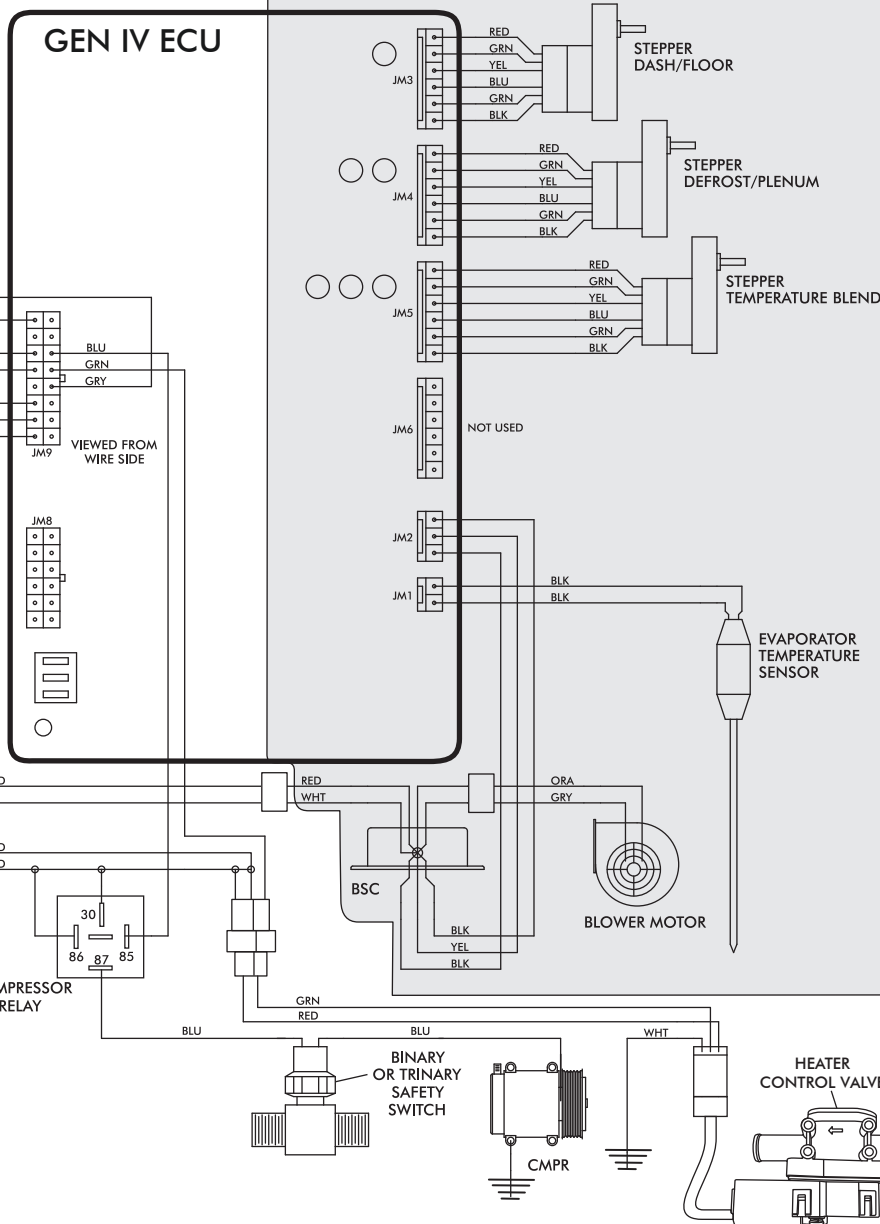 GEN IV ECU
RED
GRN
YEL
BLU
GRN
BLK
JM3
STEPPER
DASH/FLOOR
RED
GRN
YEL
BLU
GRN
BLK
JM4
STEPPER
DEFROST/PLENUM
RED
GRN
YEL
BLU
GRN
BLK
JM5
STEPPER
TEMPERATURE BLEND
BLU
GRN
GRY
JM9
VIEWED FROM
WIRE SIDE
JM6
NOT USED
JM8
JM2
JM1
BLK
BLK
EVAPORATOR
TEMPERATURE
SENSOR
D
RED
WHT
ORA
GRY
D
D
BSC
BLOWER MOTOR
30
86
87
85
BLK
YEL
BLK
MPRESSOR
RELAY
GRN
RED
BLU
BLU
WHT
BINARY
OR TRINARY
SAFETY
SWITCH
CMPR
HEATER
CONTROL VALVE